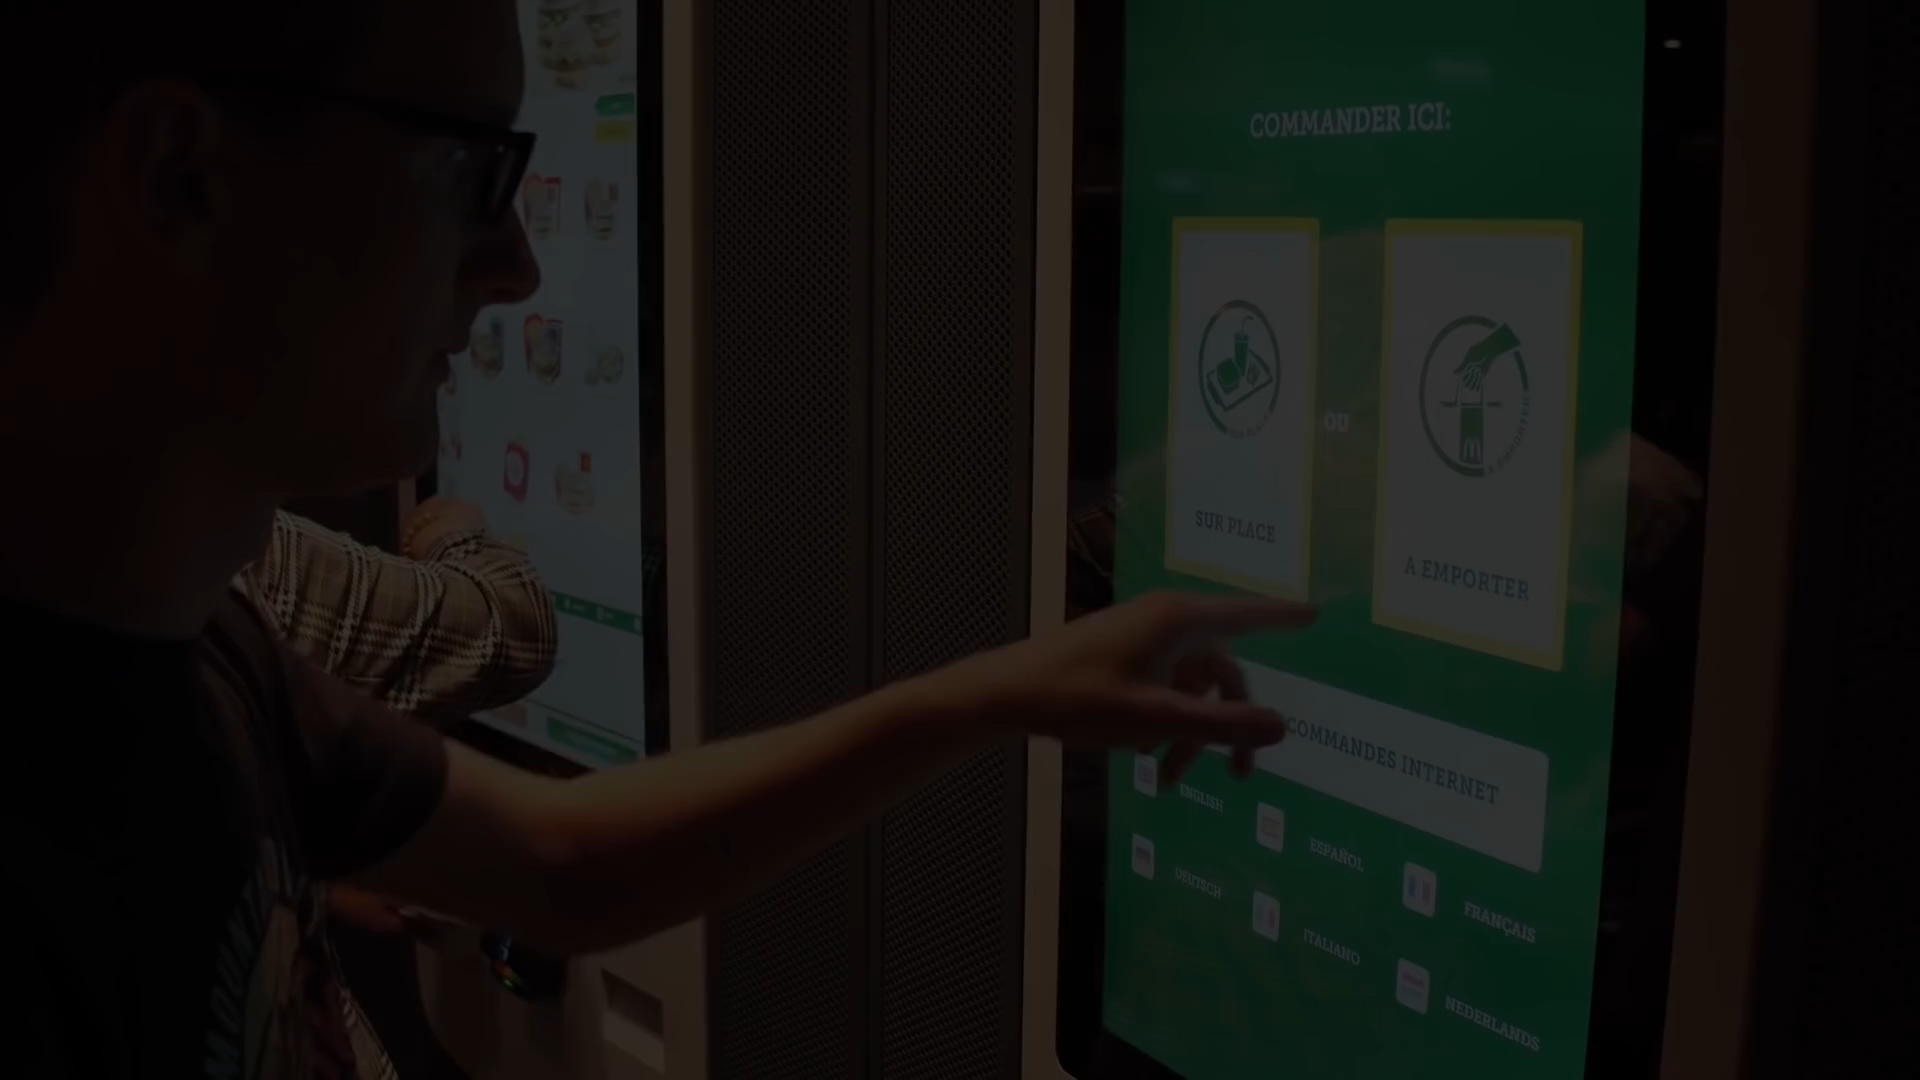 COMMANDER ICI:
OU
SUR PLACE
A EMPORTER
COMMANDES INTERNET
ENGLISH
ESPAÑOL
FRANÇAIS
DEUTSCH
ITALIANO
NEDERLANDS